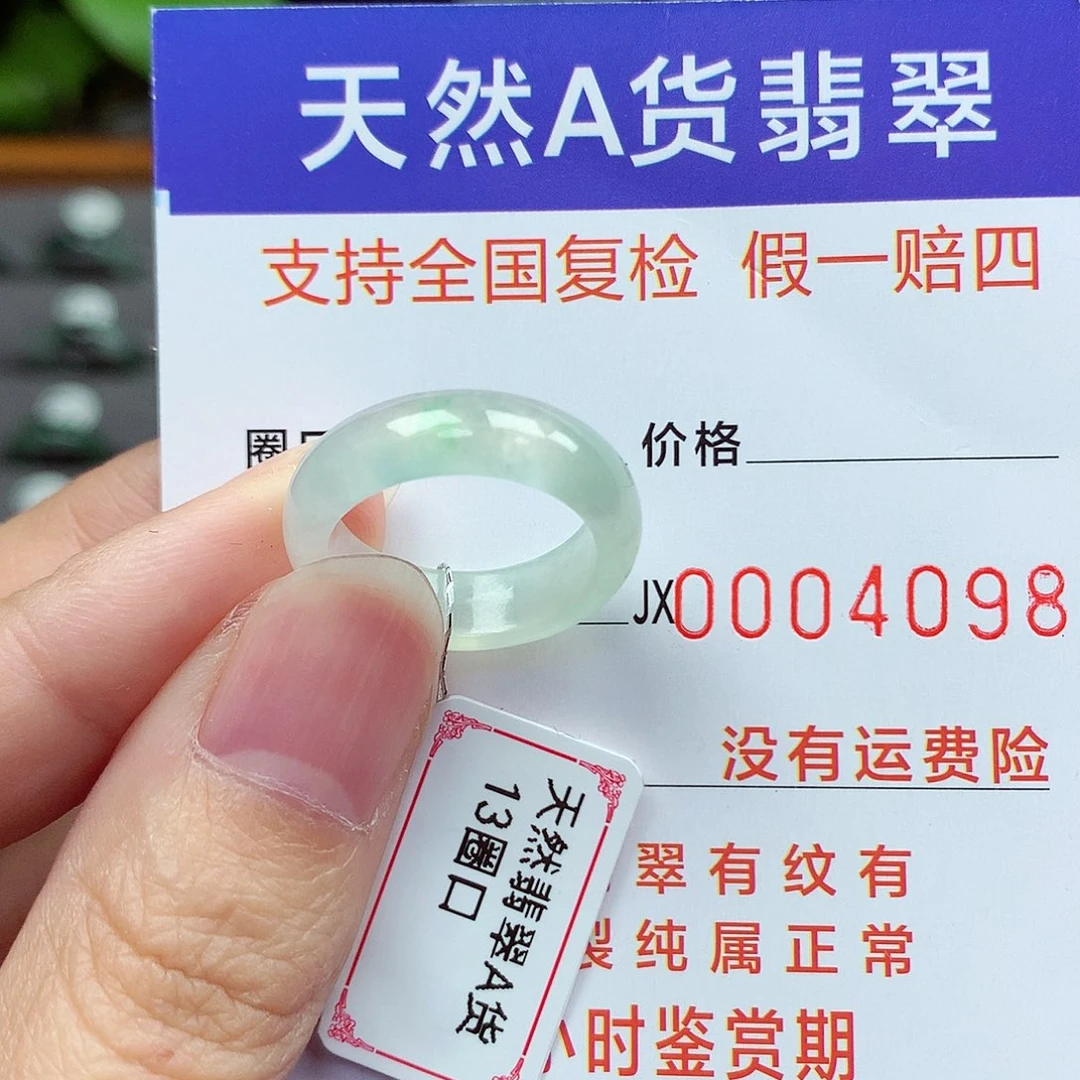 天然A货翡翠
支持全国复检 假一赔四
圈 价格
JX0004098
没有运费险
翠有纹有
裂纯属正常
小时鉴赏期
天然翡翠A货
13圈口